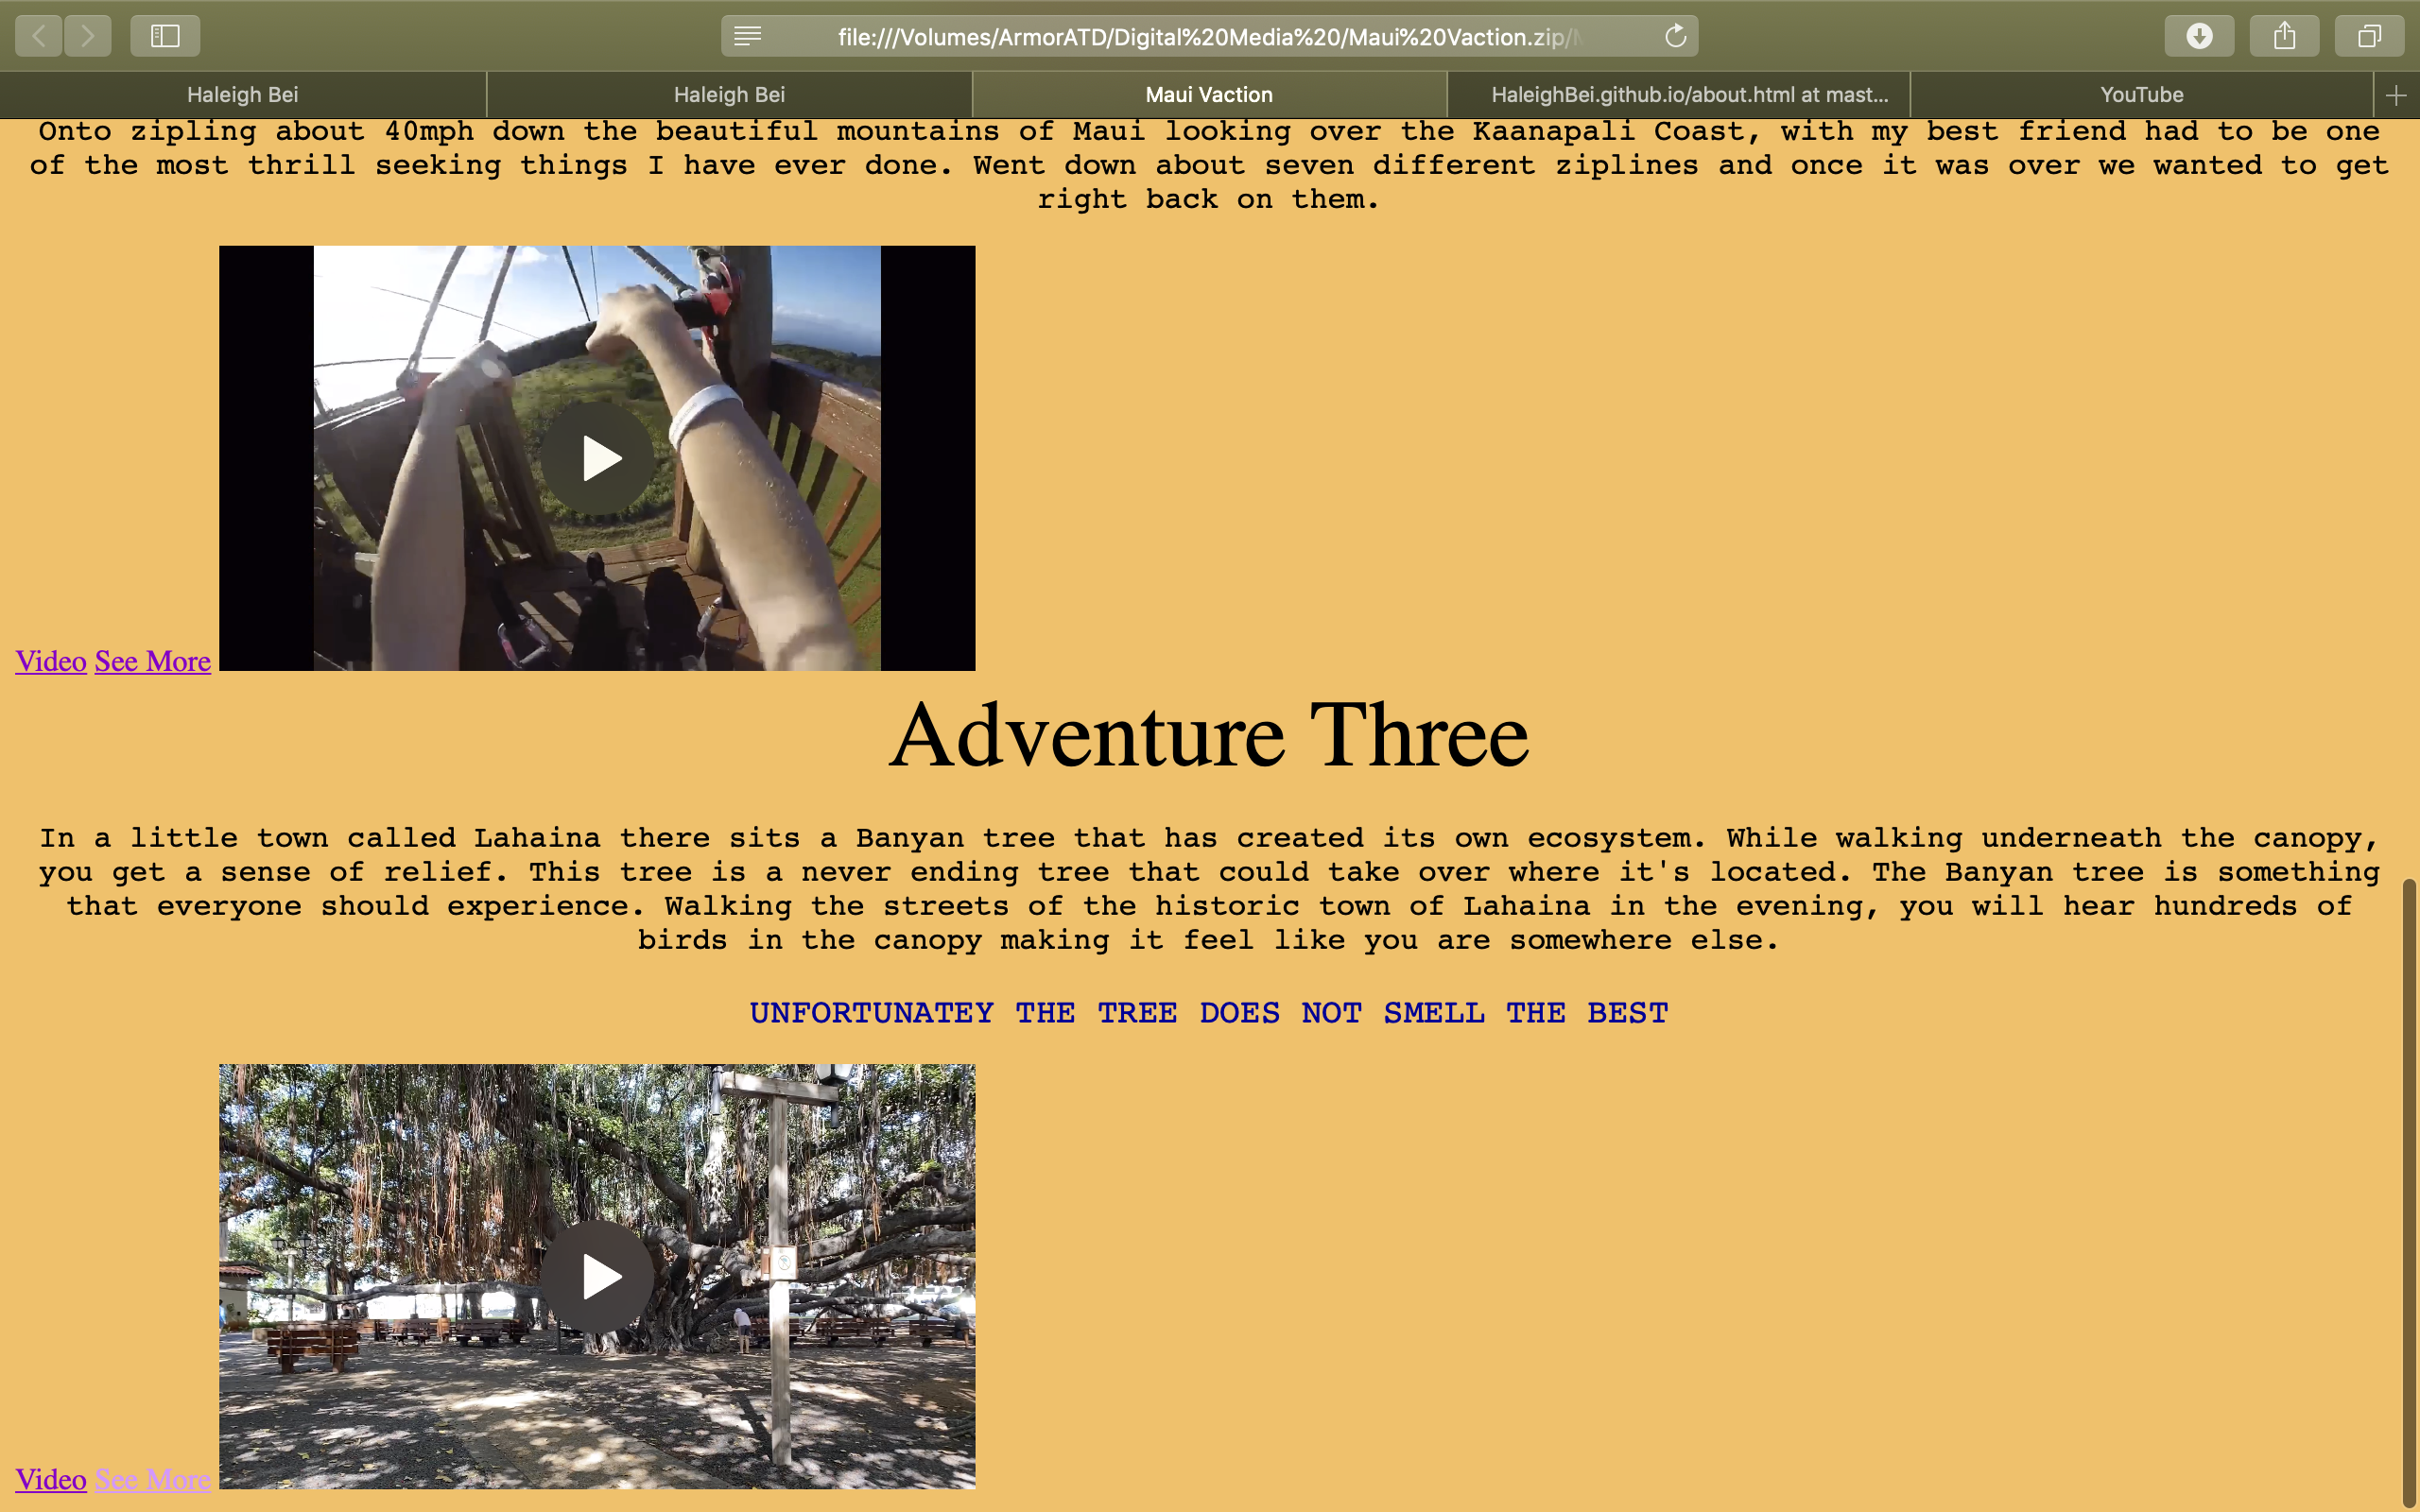 file:///Volumes/ArmorATD/Digital%20Media%20/Maui%20Vaction.zip/
Haleigh Bei
Haleigh Bei
Maui Vaction
HaleighBei.github.io/about.html at mast...
YouTube
Onto zipling about 40mph down the beautiful mountains of Maui looking over the Kaanapali Coast, with my best friend had to be one
of the most thrill seeking things I have ever done. Went down about seven different ziplines and once it was over we wanted to get
right back on them.
Video See More
Adventure Three
In a little town called Lahaina there sits a Banyan tree that has created its own ecosystem. While walking underneath the canopy,
you get a sense of relief. This tree is a never ending tree that could take over where it's located. The Banyan tree is something
that everyone should experience. Walking the streets of the historic town of Lahaina in the evening, you will hear hundreds of
birds in the canopy making it feel like you are somewhere else.
UNFORTUNATEY THE TREE DOES NOT SMELL THE BEST
Video See More